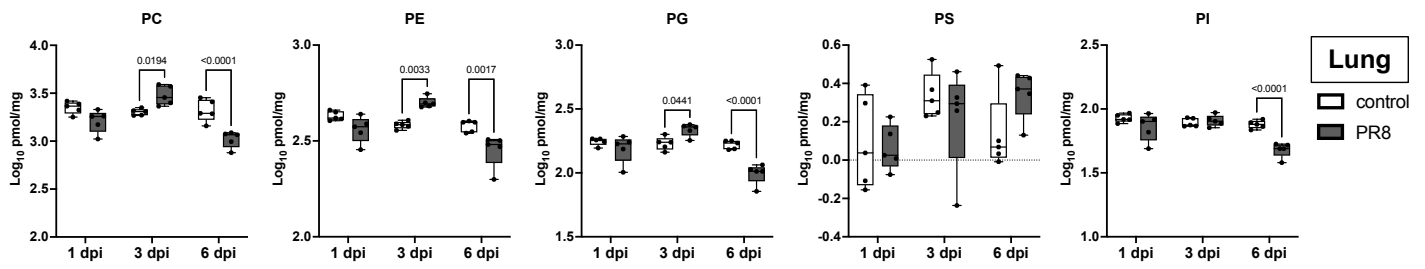 PC
Log10 pmol/mg
4.0
3.5
3.0
2.5
2.0
0.0194
<0.0001
1 dpi
3 dpi
6 dpi
PE
Log10 pmol/mg
3.0
2.5
2.0
0.0033
0.0017
1 dpi
3 dpi
6 dpi
PG
Log10 pmol/mg
3.0
2.5
2.0
1.5
0.0441
<0.0001
1 dpi
3 dpi
6 dpi
PS
Log10 pmol/mg
0.6
0.4
0.2
0.0
-0.2
-0.4
1 dpi
3 dpi
6 dpi
PI
Log10 pmol/mg
2.5
2.0
1.5
1.0
<0.0001
1 dpi
3 dpi
6 dpi
Lung
control
PR8